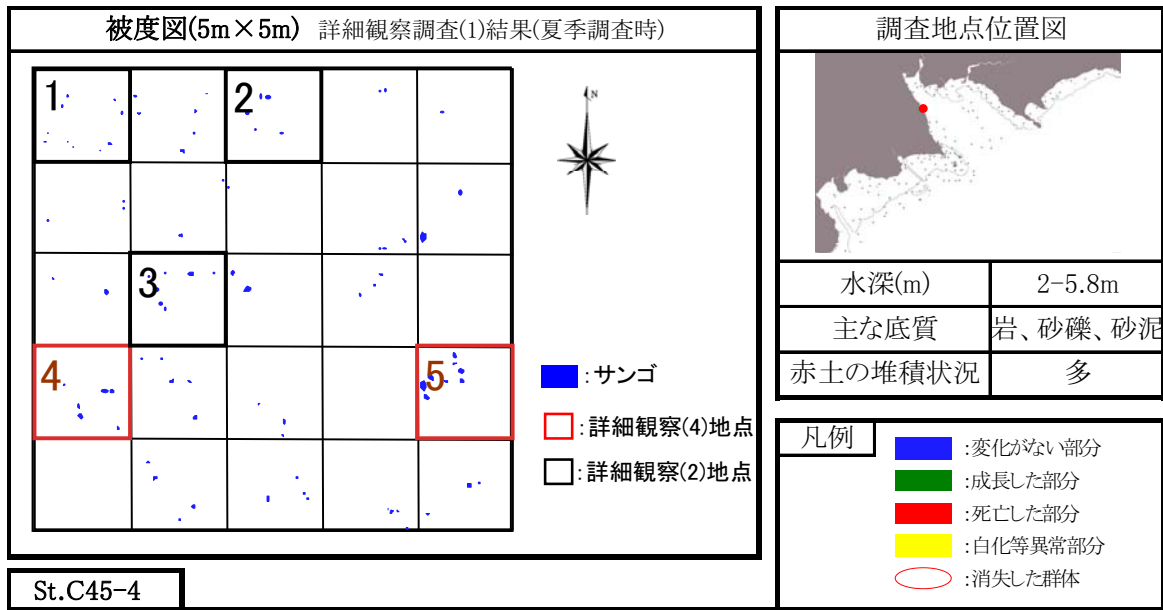 被度図(5m×5m) 詳細観察調査(1)結果(夏季調査時)
1
2
3
4
5
N
:サンゴ
:詳細観察(4)地点
:詳細観察(2)地点
St.C45-4
調査地点位置図
水深(m) 2-5.8m
主な底質 岩、砂礫、砂泥
赤土の堆積状況 多
凡例
:変化がない部分
:成長した部分
:死亡した部分
:白化等異常部分
:消失した群体